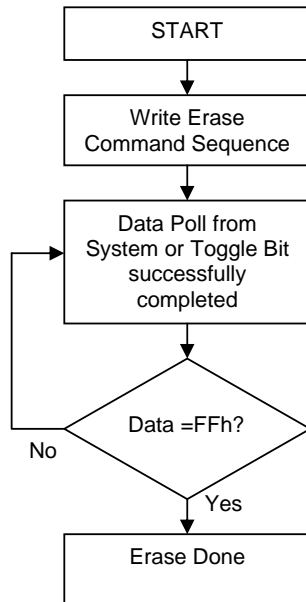 START
Write Erase
Command Sequence
Data Poll from
System or Toggle Bit
successfully
completed
Data =FFh?
No
Yes
Erase Done